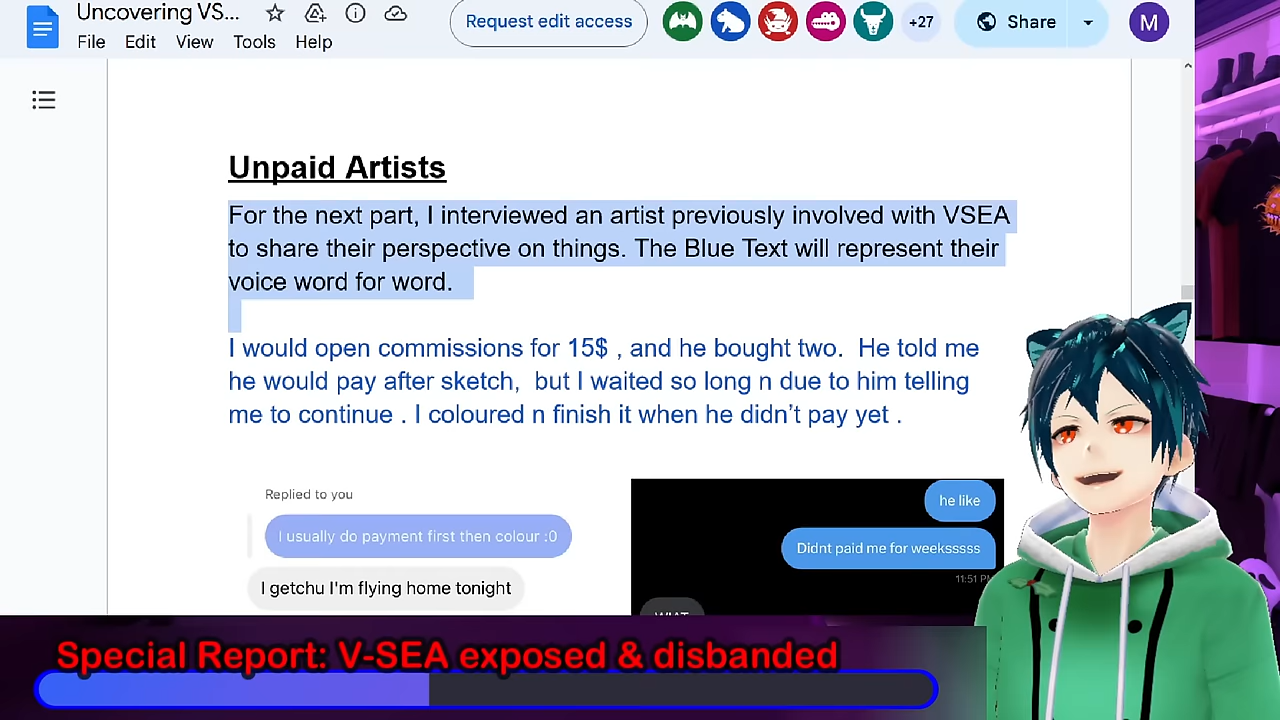 Uncovering VS...
File Edit View Tools Help
Request edit access
+27
Share
M
Unpaid Artists
For the next part, I interviewed an artist previously involved with VSEA
to share their perspective on things. The Blue Text will represent their
voice word for word.
I would open commissions for 15$ , and he bought two.  He told me
he would pay after sketch,  but I waited so long n due to him telling
me to continue . I coloured n finish it when he didn’t pay yet .
Replied to you
I usually do payment first then colour :0
I getchu I'm flying home tonight
he like
Didnt paid me for weeksssss
11:51 P
Special Report: V-SEA exposed & disbanded